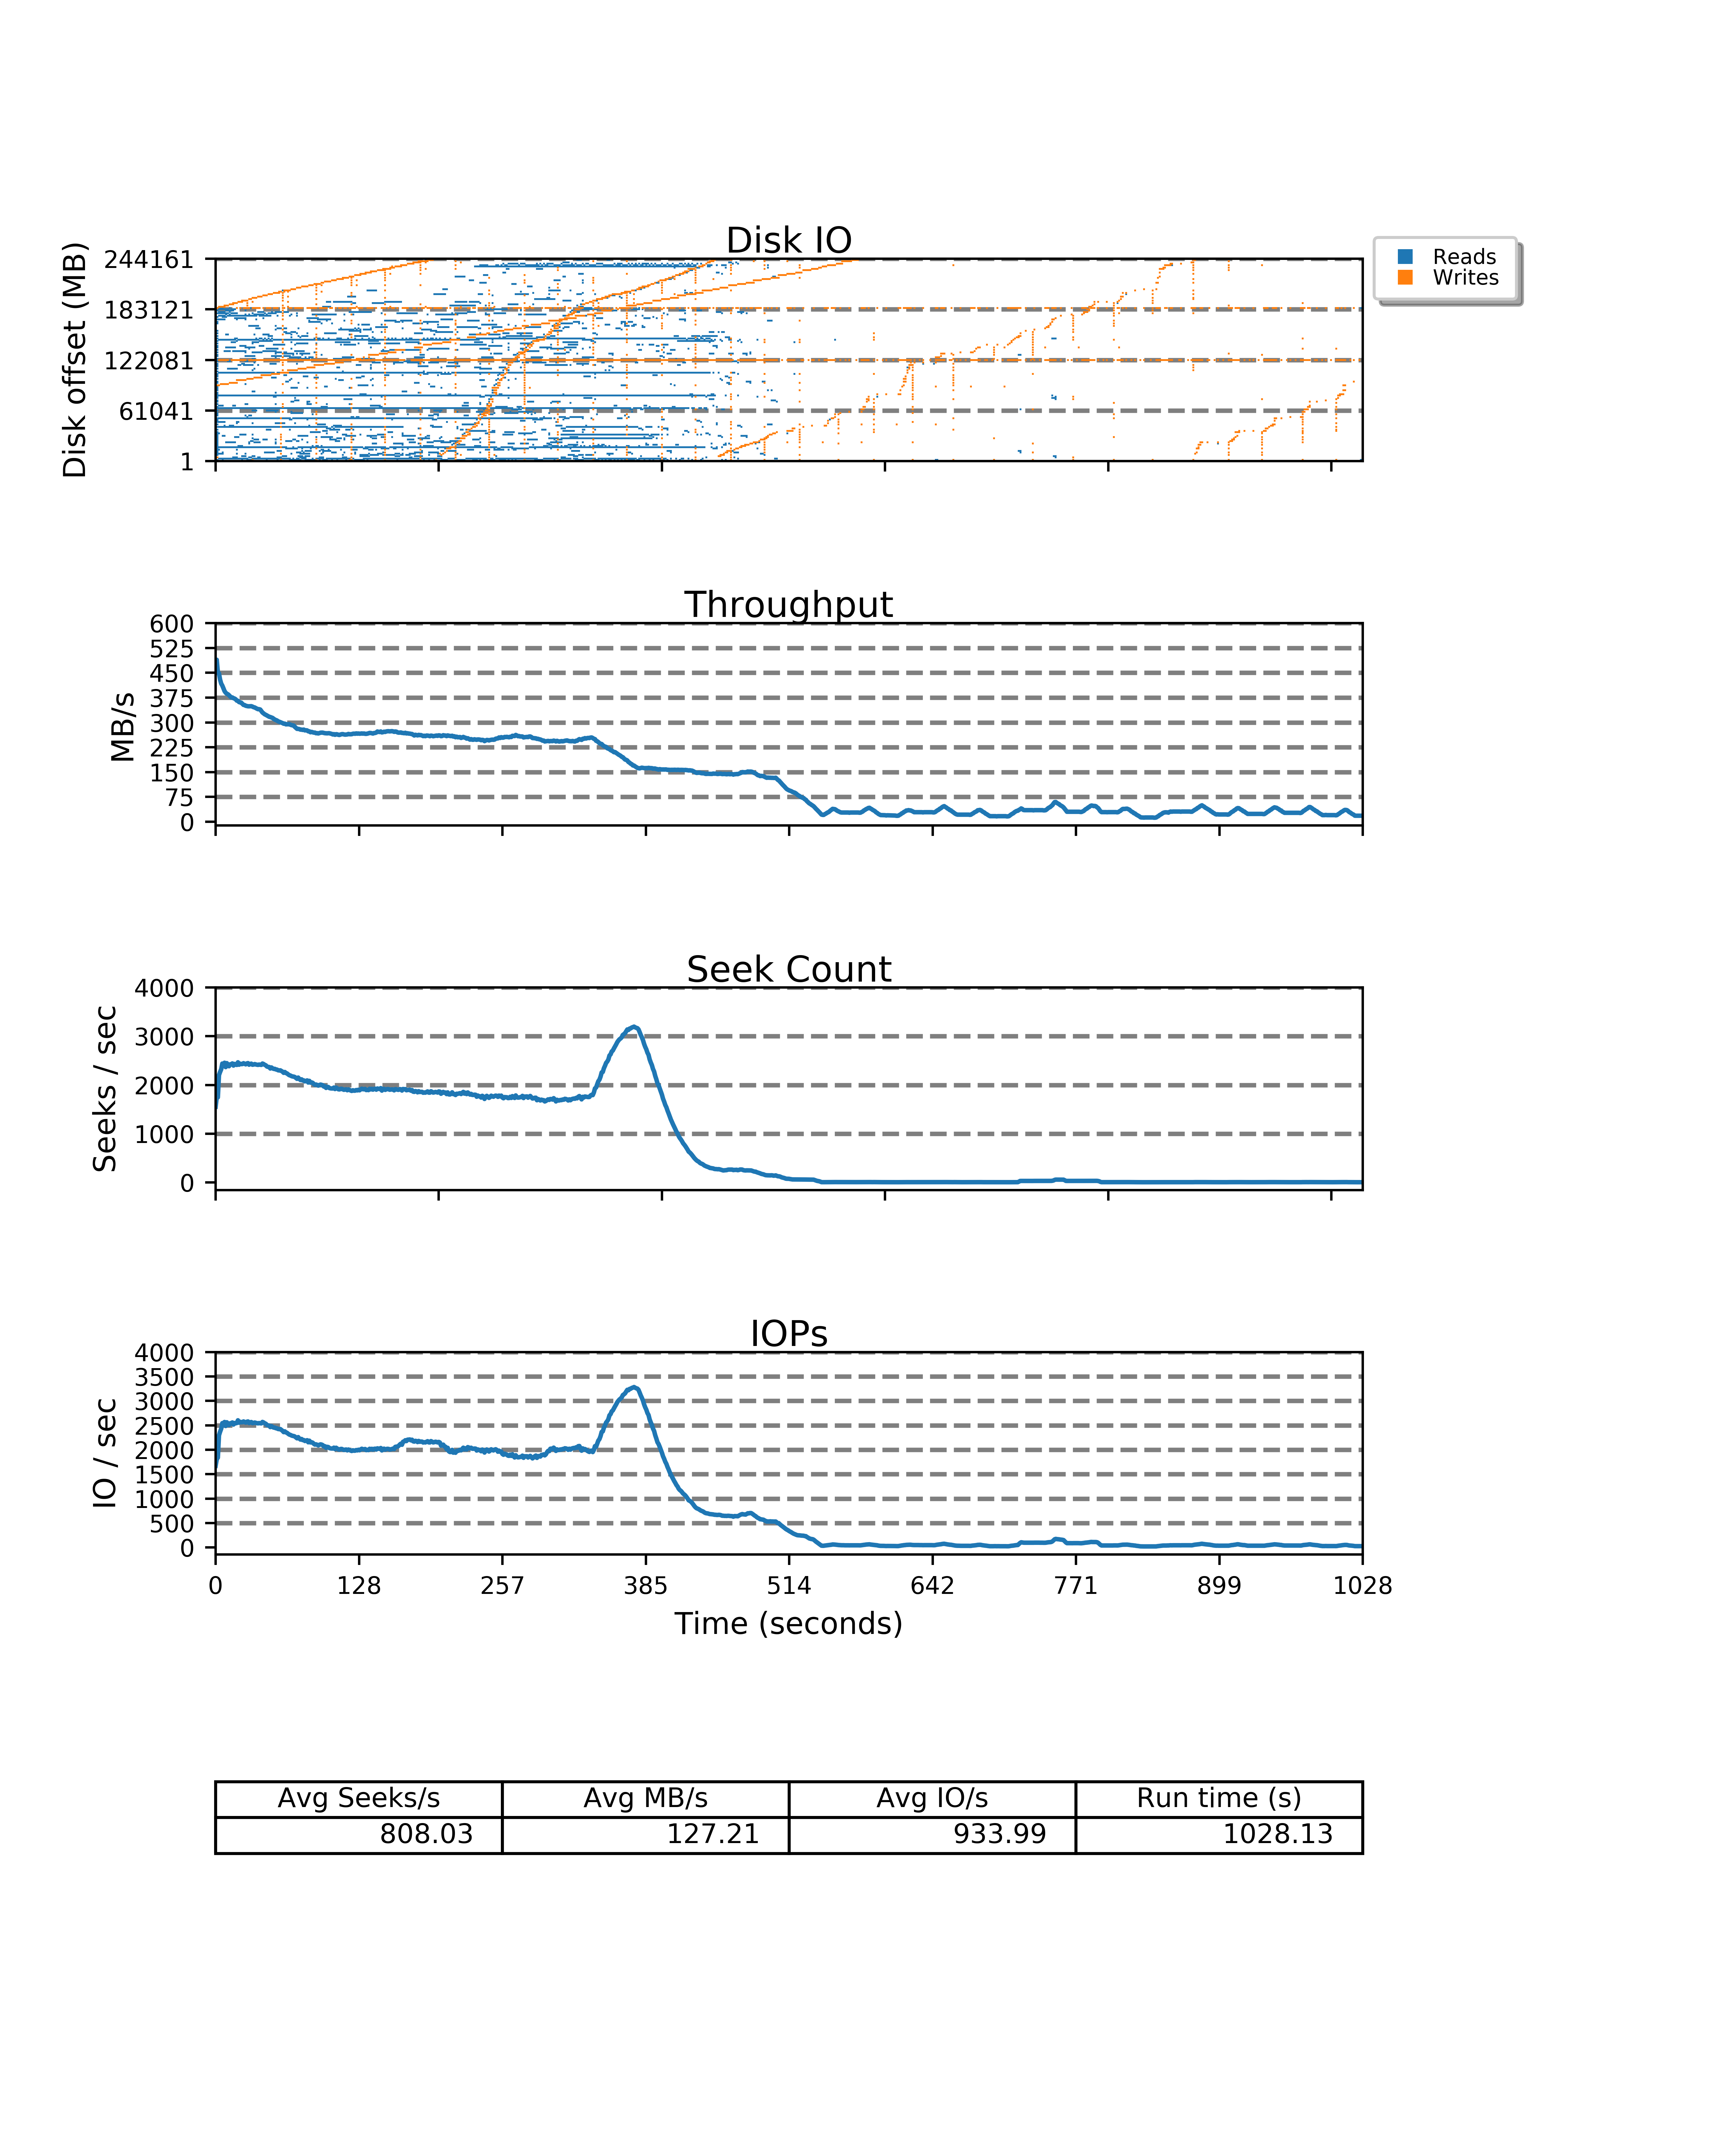 Disk IO
Disk offset (MB)
244161
183121
122081
61041
1
Reads
Writes
Throughput
MB/s
600
525
450
375
300
225
150
75
0
Seek Count
Seeks / sec
4000
3000
2000
1000
0
IOPs
IO / sec
4000
3500
3000
2500
2000
1500
1000
500
0
0 128 257 385 514 642 771 899 1028
Time (seconds)
Avg Seeks/s Avg MB/s Avg IO/s Run time (s)
808.03 127.21 933.99 1028.13